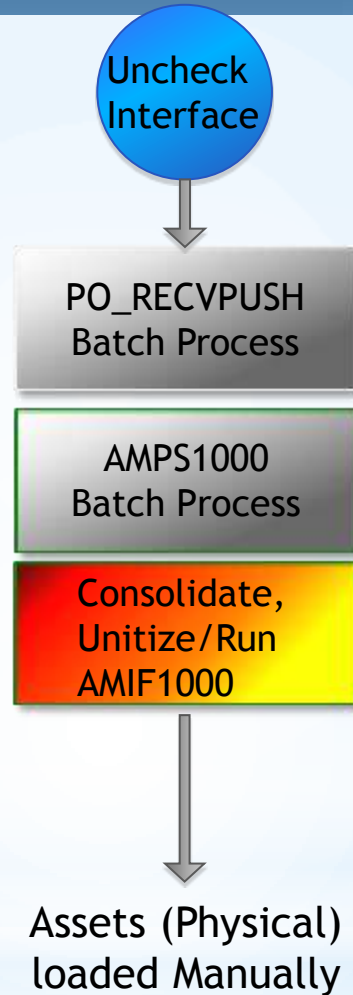 Uncheck
Interface
PO_RECVPUSH
Batch Process
AMPS1000
Batch Process
Consolidate,
Unitize/Run
AMIF1000
Assets (Physical)
loaded Manually